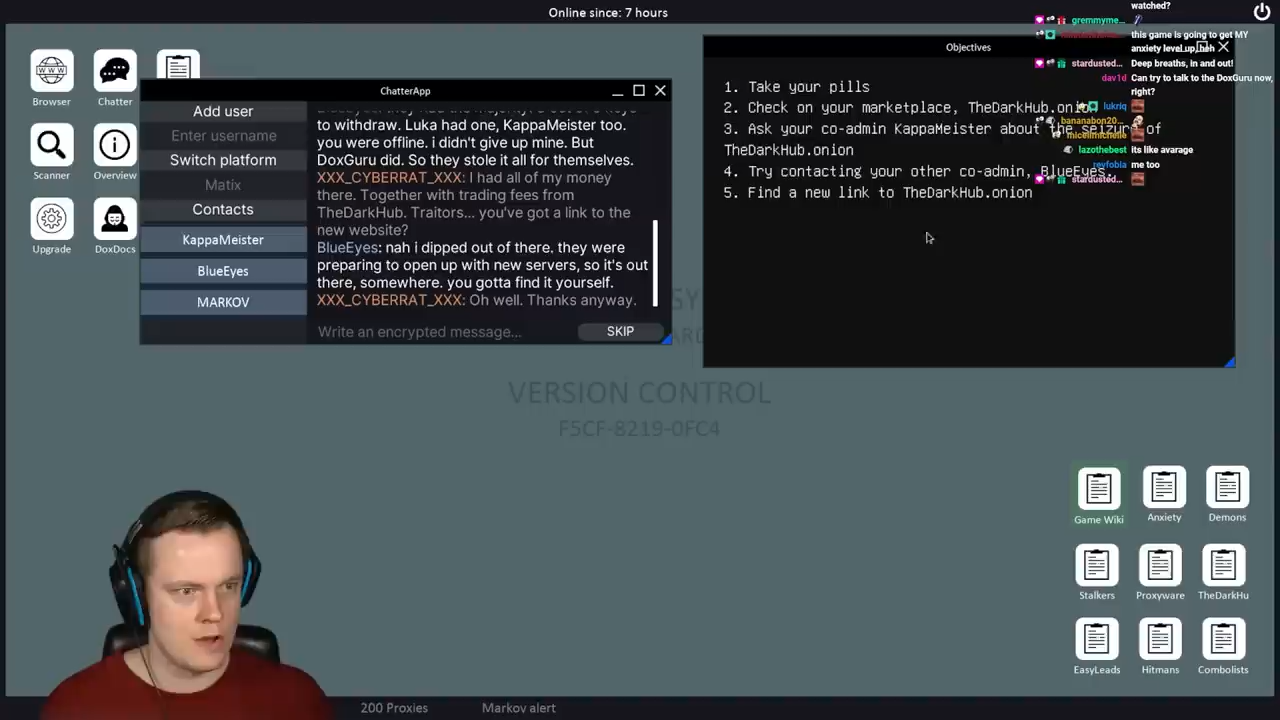 Online since: 7 hours
Browser
Chatter
Scanner
Overview
Upgrade
DoxDocs
ChatterApp
Add user
Enter username
Switch platform
Matix
Contacts
KappaMeister
BlueEyes
MARKOV
to withdraw. Luka had one, KappaMeister too.
you were offline. i didn't give up mine. But
DoxGuru did. So they stole it all for themselves.
XXX_CYBERRAT_XXX: I had all of my money
there. Together with trading fees from
TheDarkHub. Traitors... you've got a link to the
new website?
BlueEyes: nah i dipped out of there. they were
preparing to open up with new servers, so it's out
there, somewhere. you gotta find it yourself.
XXX_CYBERRAT_XXX: Oh well. Thanks anyway.
Write an encrypted message...
SKIP
Objectives
1. Take your pills
2. Check on your marketplace, TheDarkHub.onion
3. Ask your co-admin KappaMeister about the seizure of
TheDarkHub.onion
4. Try contacting your other co-admin, BlueEyes.
5. Find a new link to TheDarkHub.onion
watched?
gremmyme...
this game is going to get MY
anxiety level up, heh
stardusted... Deep breaths, in and out!
dav1d Can try to talk to the DoxGuru now,
right?
lukriq
bananabon20...
micelimichelle
lazothebest its like avarage
reyfobla me too
stardusted...
VERSION CONTROL
F5CF-8219-0FC4
Game Wiki
Anxiety
Demons
Stalkers
Proxyware
TheDarkHu
EasyLeads
Hitmans
Combolists
200 Proxies
Markov alert